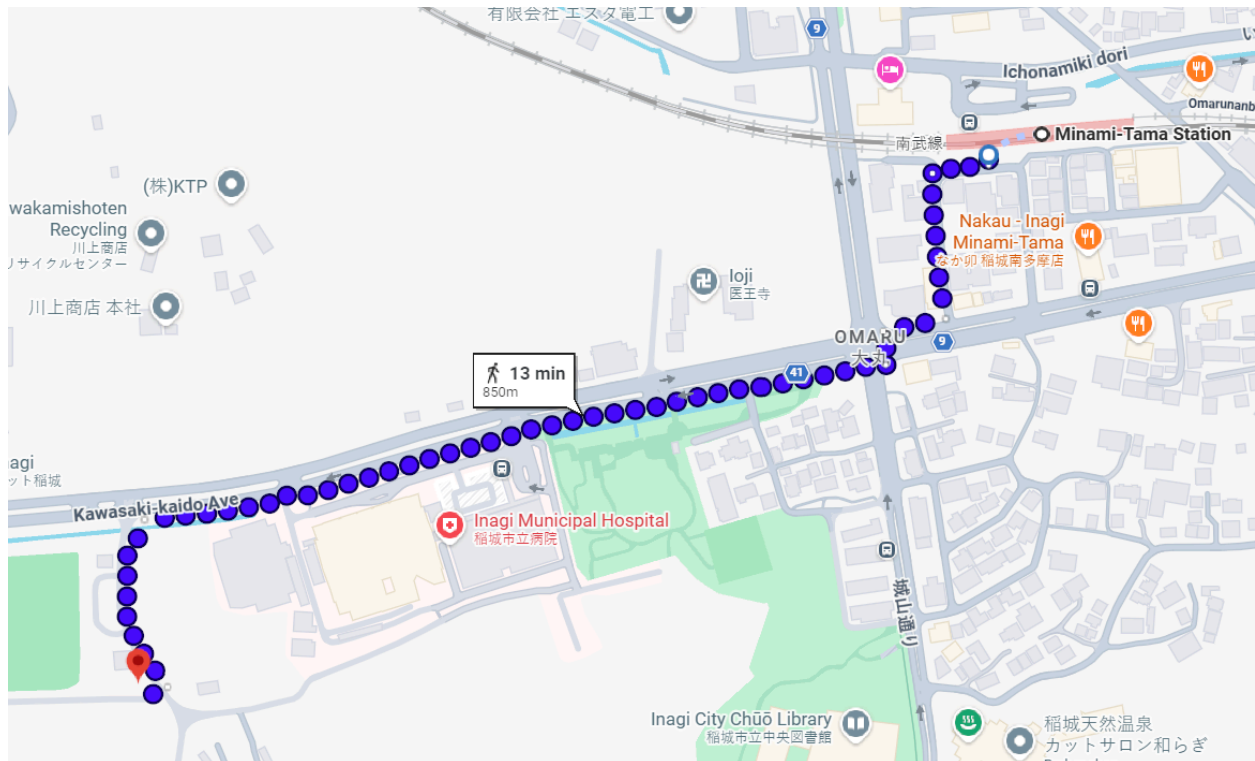 有限会社 エスタ電工
9
Ichonamiki dori
Omarunanb
南武線
Minami-Tama Station
(株)KTP
wakamishoten
Recycling
川上商店
リサイクルセンター
Nakau - Inagi
Minami-Tama
なか卯 稲城南多摩店
Ioji
医王寺
川上商店 本社
OMARU
大丸
9
41
13 min
850m
nagi
ット稲城
Kawasaki-kaido Ave
Inagi Municipal Hospital
稲城市立病院
城山通り
Inagi City Chūō Library
稲城市立中央図書館
稲城天然温泉
カットサロン和らぎ